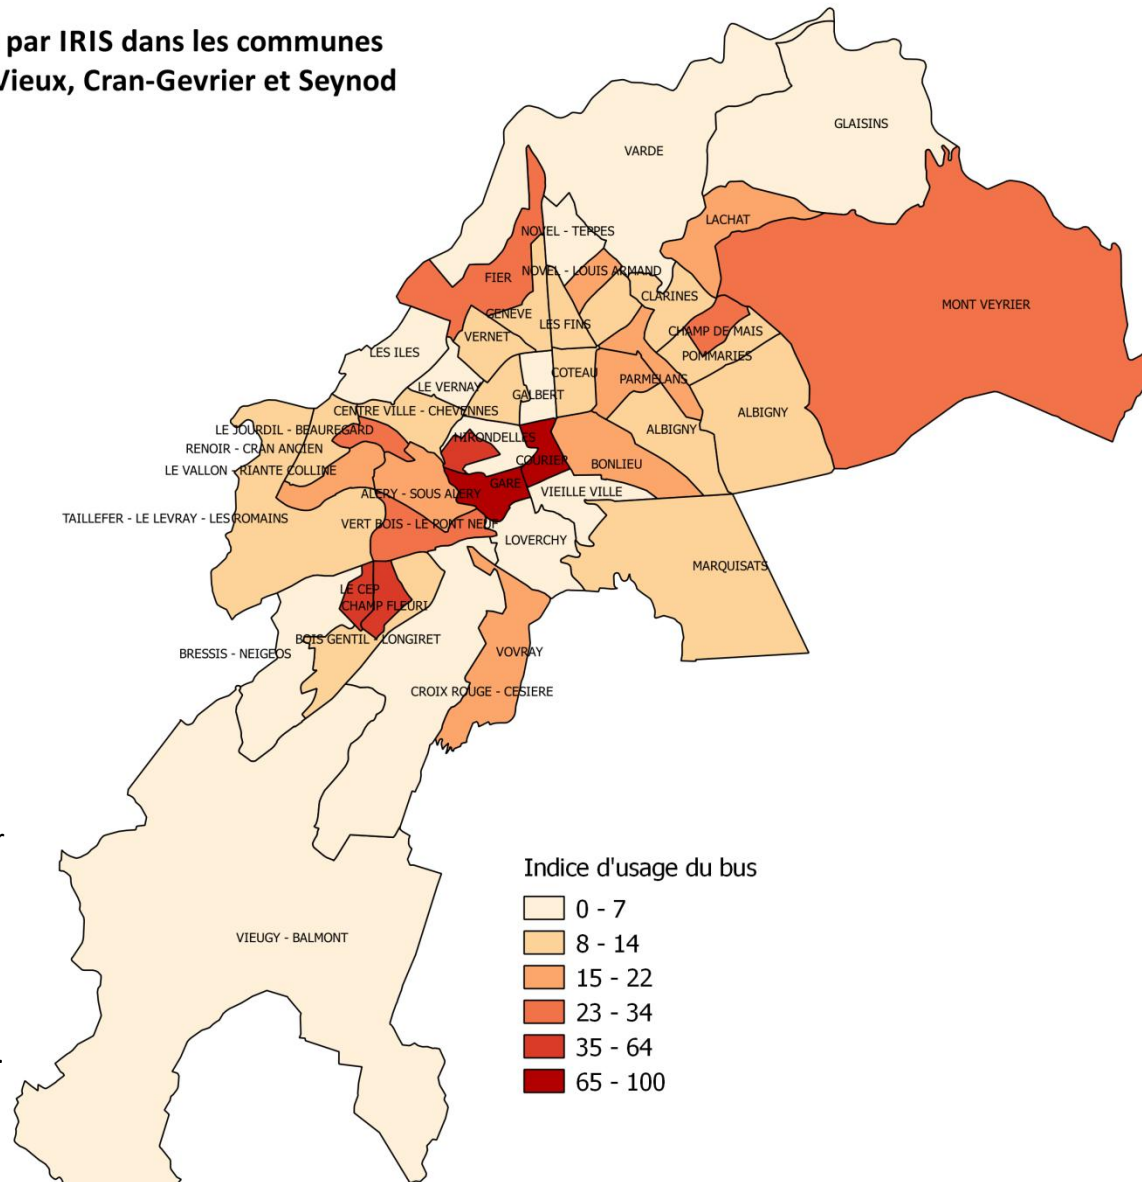 par IRIS dans les communes
Vieux, Cran-Gevrier et Seynod
GLAISINS
VARDE
LACHAT
NOVEL - TEPPES
NOVEL - LOUIS ARMAND
FIER
CLARINES
MONT VEYRIER
GENEVE
LES FINS
CHAMP DE MAIS
VERNET
LES ILES
POMMARIES
COTEAU
PARMELANS
LE VERNAY
GALBERT
CENTRE VILLE - CHEVENNES
ALBIGNY
LE JOURDIL - BEAUREGARD
ALBIGNY
HIRONDELLES
RENOIR - CRAN ANCIEN
COURIER
BONLIEU
LE VALLON - RIANTE COLLINE
GARE
ALERY - SOUS ALERY
VIEILLE VILLE
TAILLEFER - LE LEVRAY - LES ROMAINS
VERT BOIS - LE PONT NEUF
LOVERCHY
MARQUISATS
LE CEP
CHAMP FLEURI
BOIS GENTIL - LONGIRET
BRESSIS - NEIGEOS
VOVRAY
CROIX ROUGE - CESIERE
r
Indice d'usage du bus
0 - 7
8 - 14
VIEUGY - BALMONT
15 - 22
23 - 34
35 - 64
65 - 100